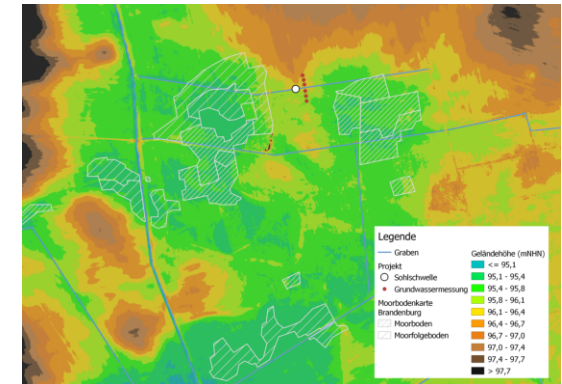 Legende
Graben
Projekt
Sohlschwelle
Grundwassermessung
Moorbodenkarte
Brandenburg
Moorboden
Moorfolgeboden
Geländehöhe (mNHN)
<= 95,1
95,1 - 95,4
95,4 - 95,8
95,8 - 96,1
96,1 - 96,4
96,4 - 96,7
96,7 - 97,0
97,0 - 97,4
97,4 - 97,7
> 97,7